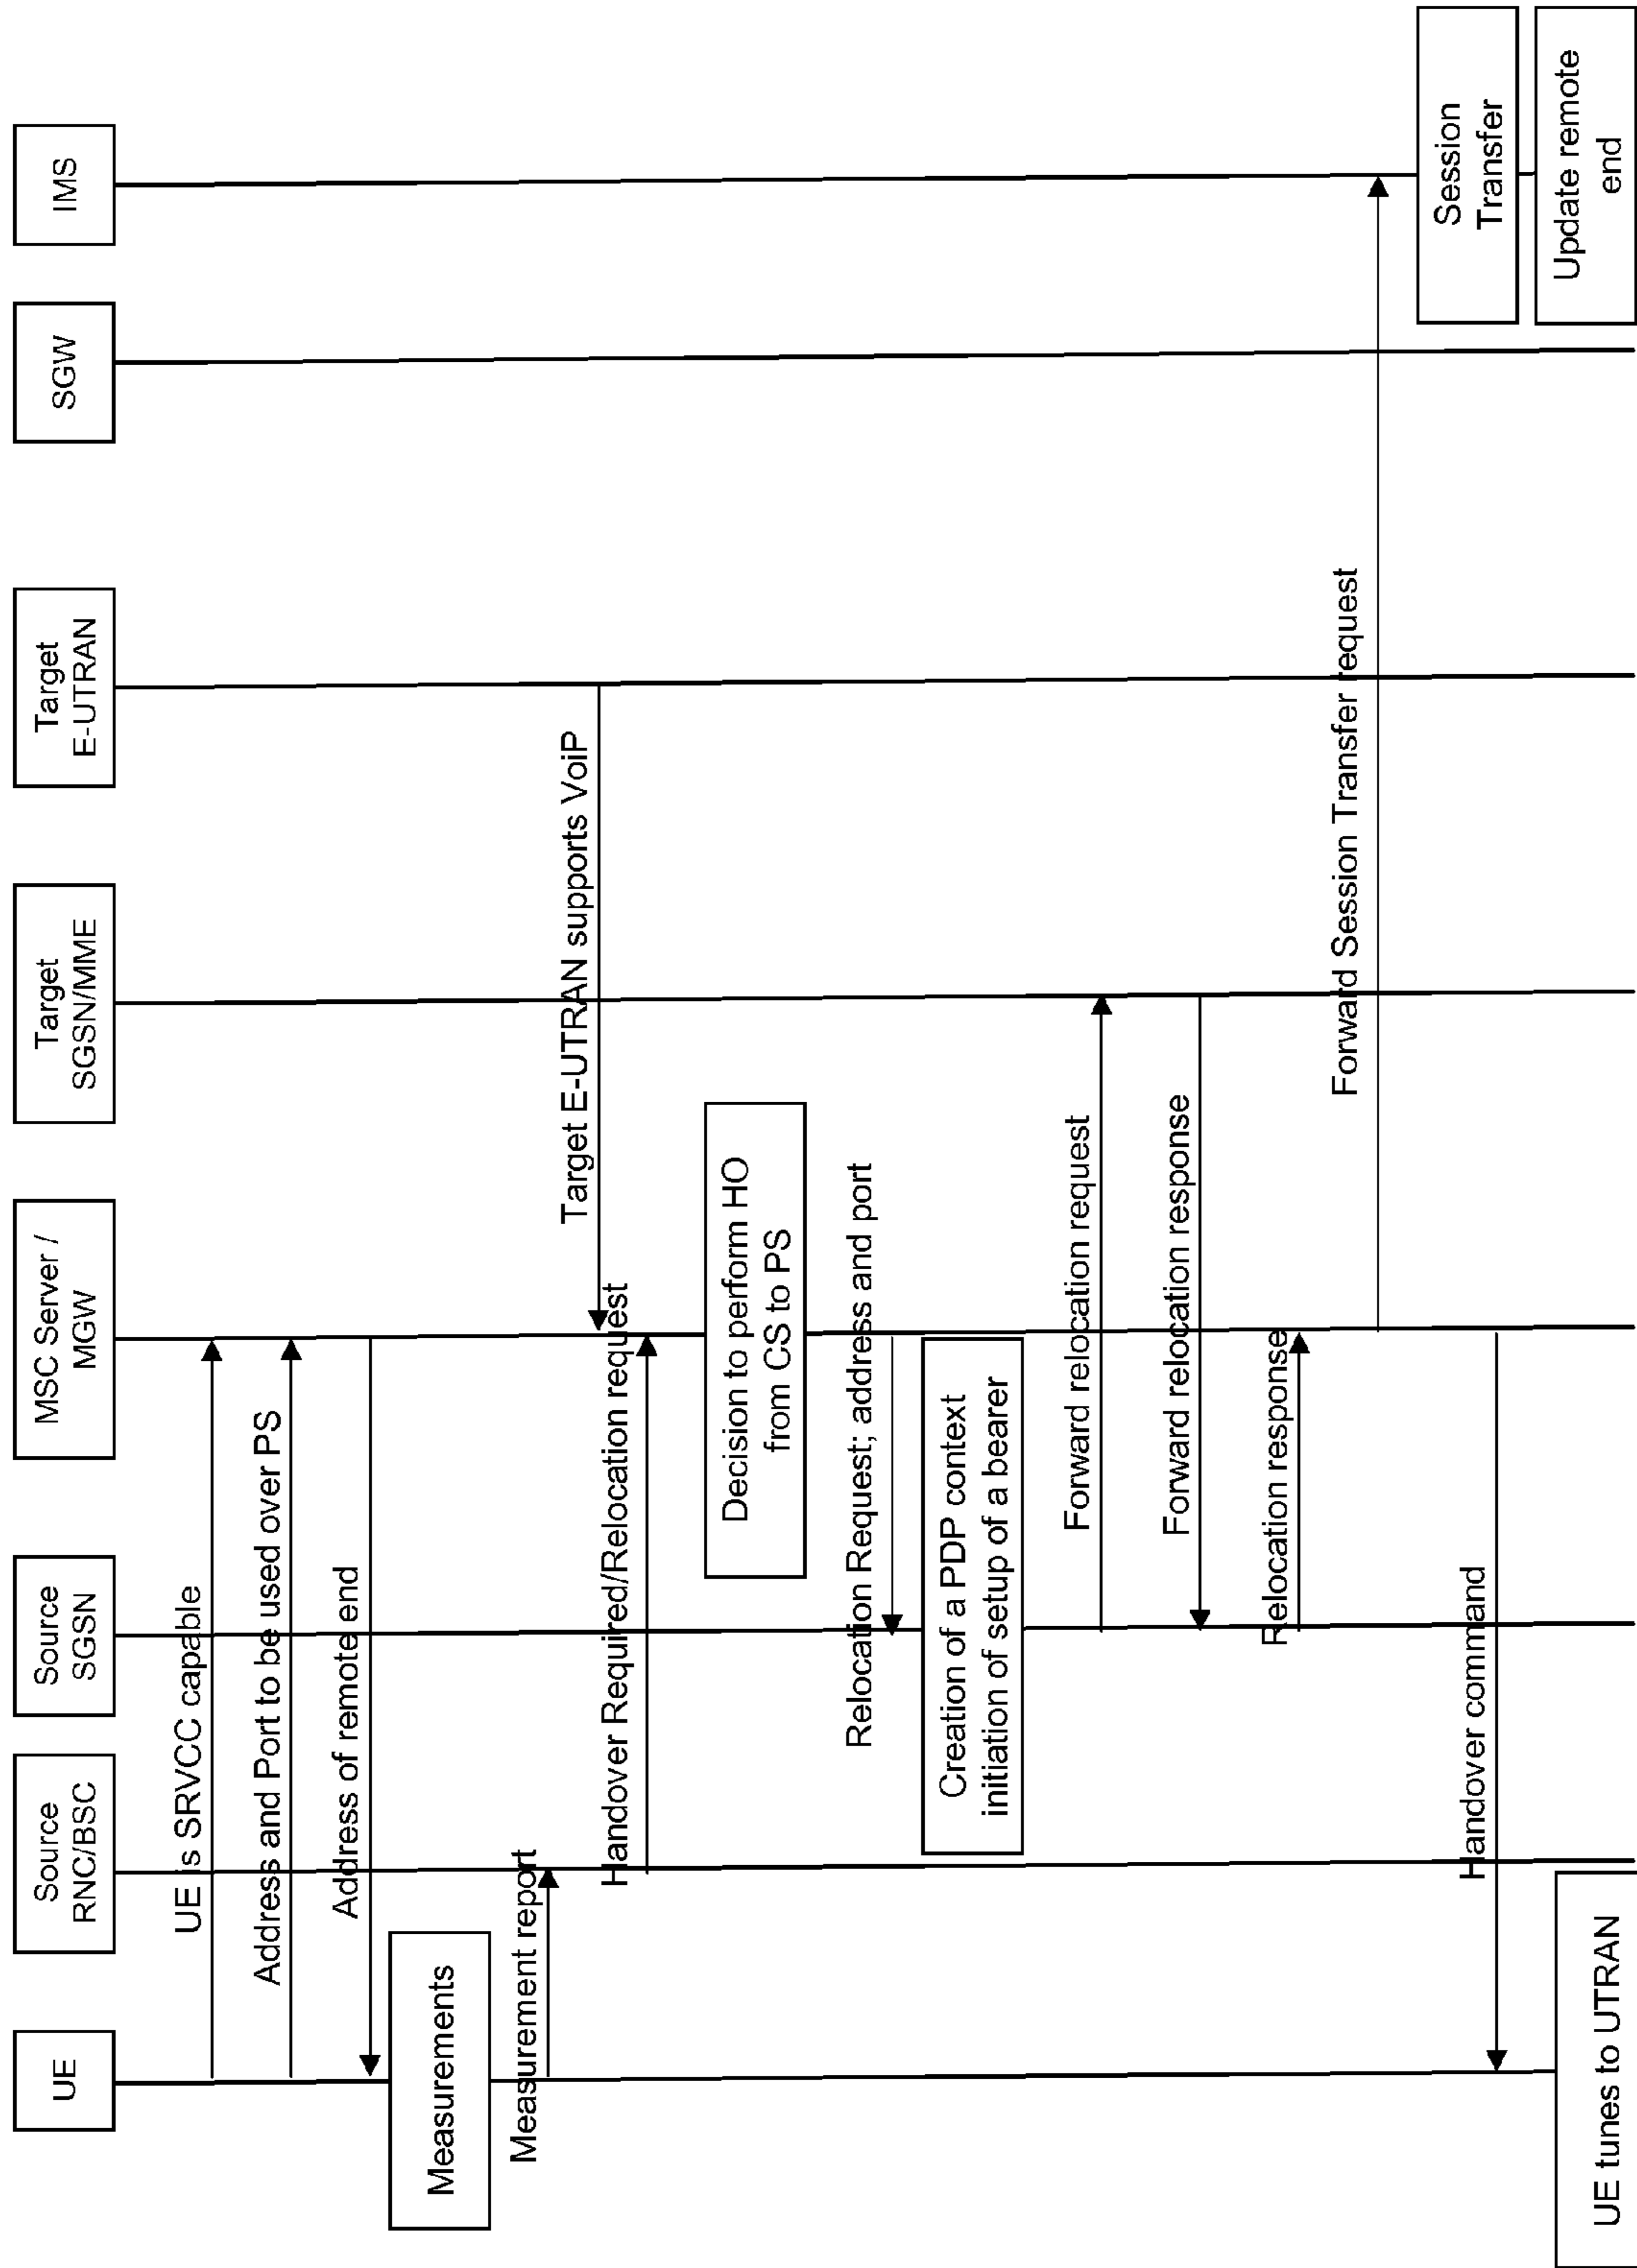 UE
Source
RNC/BSC
Source
SGSN
MSC Server /
MGW
Target
SGSN/MME
Target
E-UTRAN
SGW
IMS
UE is SRVCC capable
Address and Port to be used over PS
Address of remote end
Measurements
Measurement report
Target E-UTRAN supports VoiP
Handover Required/Relocation request
Decision to perform HO
from CS to PS
Relocation Request; address and port
Creation of a PDP context
initiation of setup of a bearer
Forward relocation request
Forward relocation response
Relocation response
Forward Session Transfer request
Session
Transfer
Handover command
Update remote
end
UE tunes to UTRAN